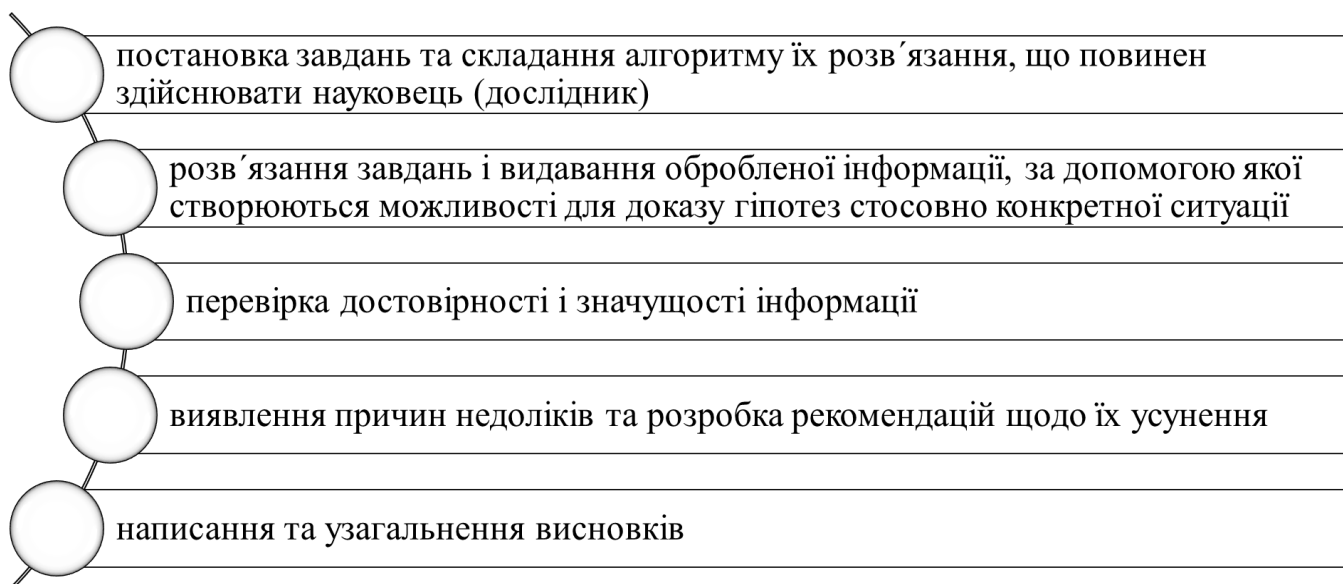 постановка завдань та складання алгоритму їх розв´язання, що повинен
здійснювати науковець (дослідник)
розв´язання завдань і видавання обробленої інформації, за допомогою якої
створюються можливості для доказу гіпотез стосовно конкретної ситуації
перевірка достовірності і значущості інформації
виявлення причин недоліків та розробка рекомендацій щодо їх усунення
написання та узагальнення висновків